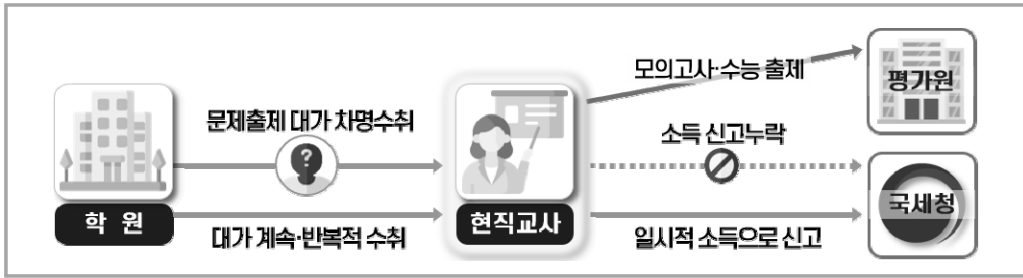 모의고사·수능 출제
평가원
문제출제 대가 차명수취
?
소득 신고누락
학 원
현직교사
국세청
대가 계속·반복적 수취
일시적 소득으로 신고